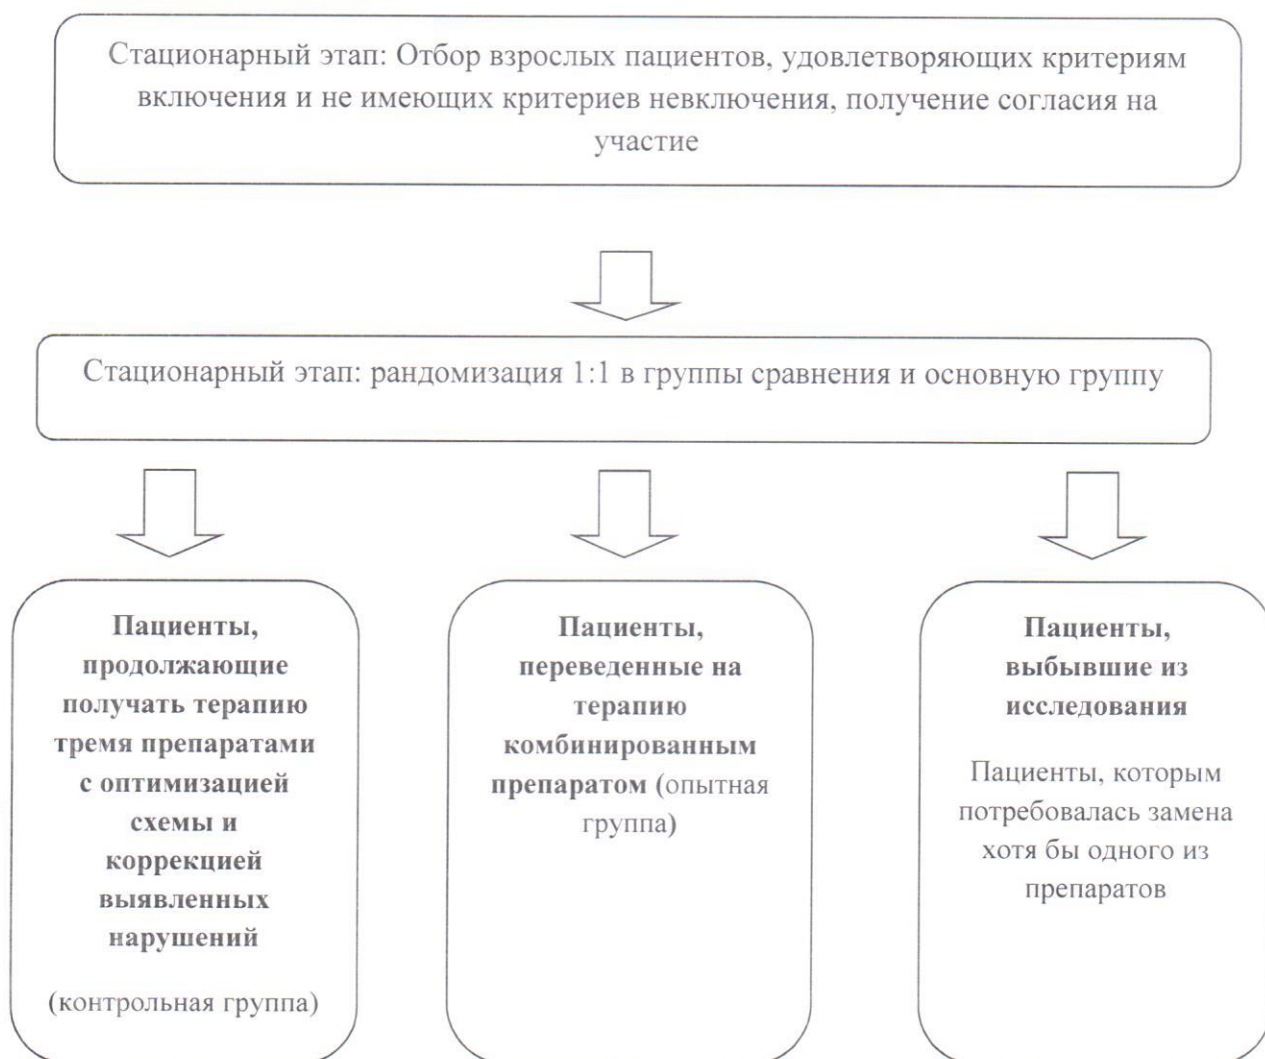 Стационарный этап: Отбор взрослых пациентов, удовлетворяющих критериям
включения и не имеющих критериев невключения, получение согласия на
участие
Стационарный этап: рандомизация 1:1 в группы сравнения и основную группу
Пациенты,
продолжающие
получать терапию
тремя препаратами
с оптимизацией
схемы и
коррекцией
выявленных
нарушений
(контрольная группа)
Пациенты,
переведенные на
терапию
комбинированным
препаратом (опытная
группа)
Пациенты,
выбывшие из
исследования
Пациенты, которым
потребовалась замена
хотя бы одного из
препаратов